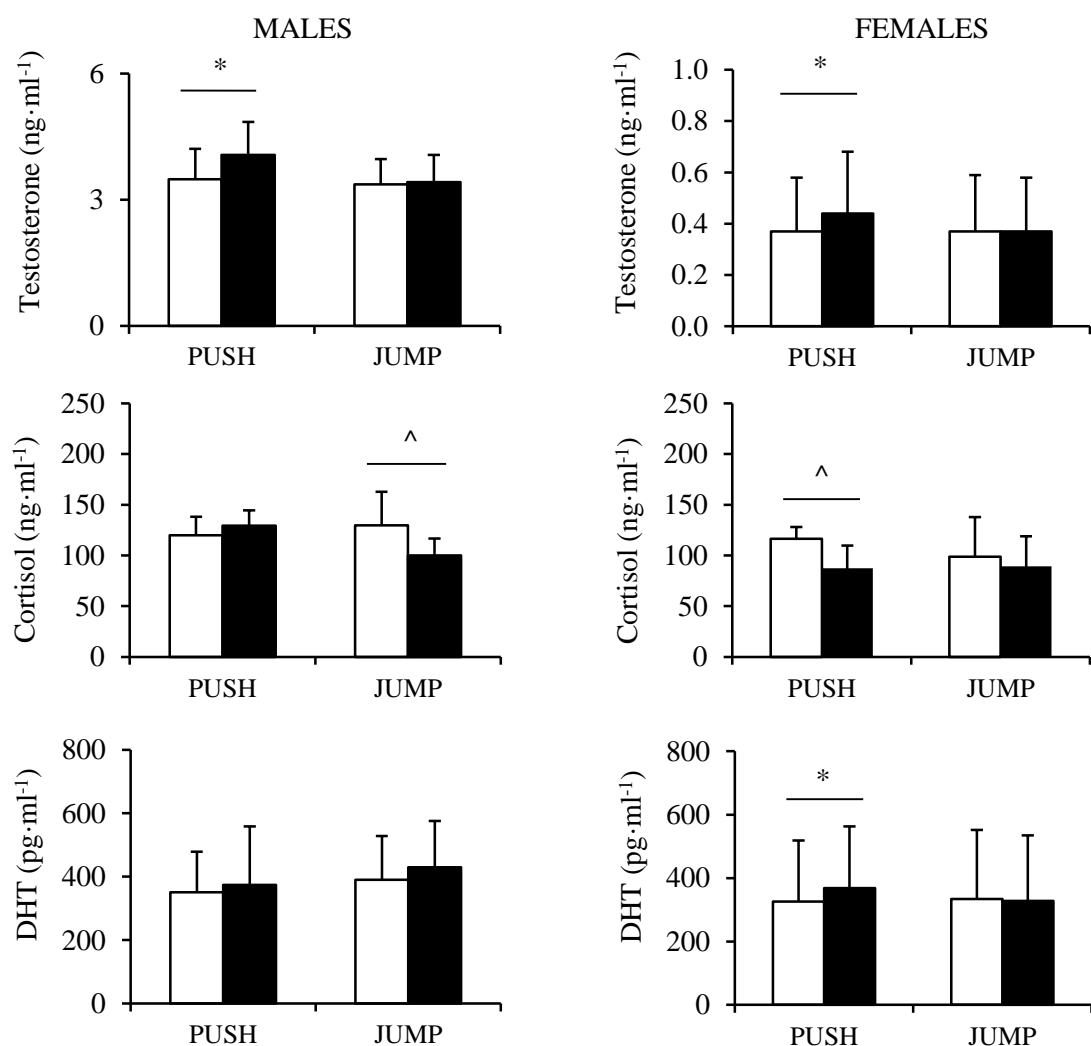 MALES
FEMALES
Testosterone (ng·ml-1)
6
3
0
*
PUSH
JUMP
Testosterone (ng·ml-1)
1.0
0.8
0.6
0.4
0.2
0.0
*
PUSH
JUMP
Cortisol (ng·ml-1)
250
200
150
100
50
0
^
PUSH
JUMP
Cortisol (ng·ml-1)
250
200
150
100
50
0
^
PUSH
JUMP
DHT (pg·ml-1)
800
600
400
200
0
PUSH
JUMP
DHT (pg·ml-1)
800
600
400
200
0
*
PUSH
JUMP